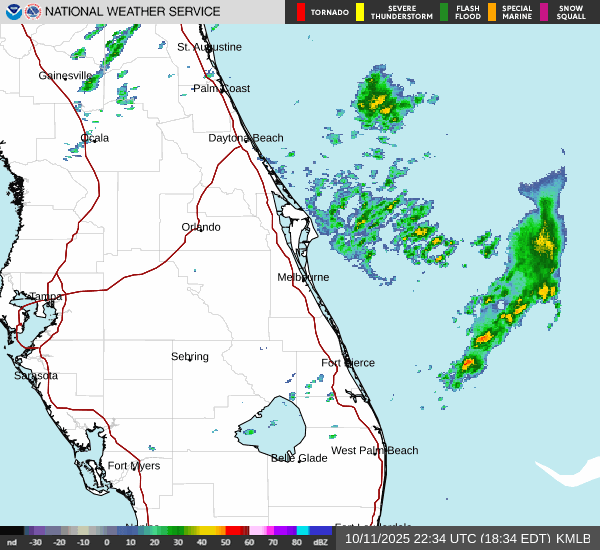 NATIONAL WEATHER SERVICE
TORNADO
SEVERE THUNDERSTORM
FLASH FLOOD
SPECIAL MARINE
SNOW SQUALL
St. Augustine
Gainesville
Palm Coast
Ocala
Daytona Beach
Orlando
Melbourne
Tampa
Sebring
Fort Pierce
Sarasota
West Palm Beach
Belle Glade
Fort Myers
nd -30 -20 -10 0 10 20 30 40 50 60 70 80 dBZ
10/11/2025 22:34 UTC (18:34 EDT) KMLB